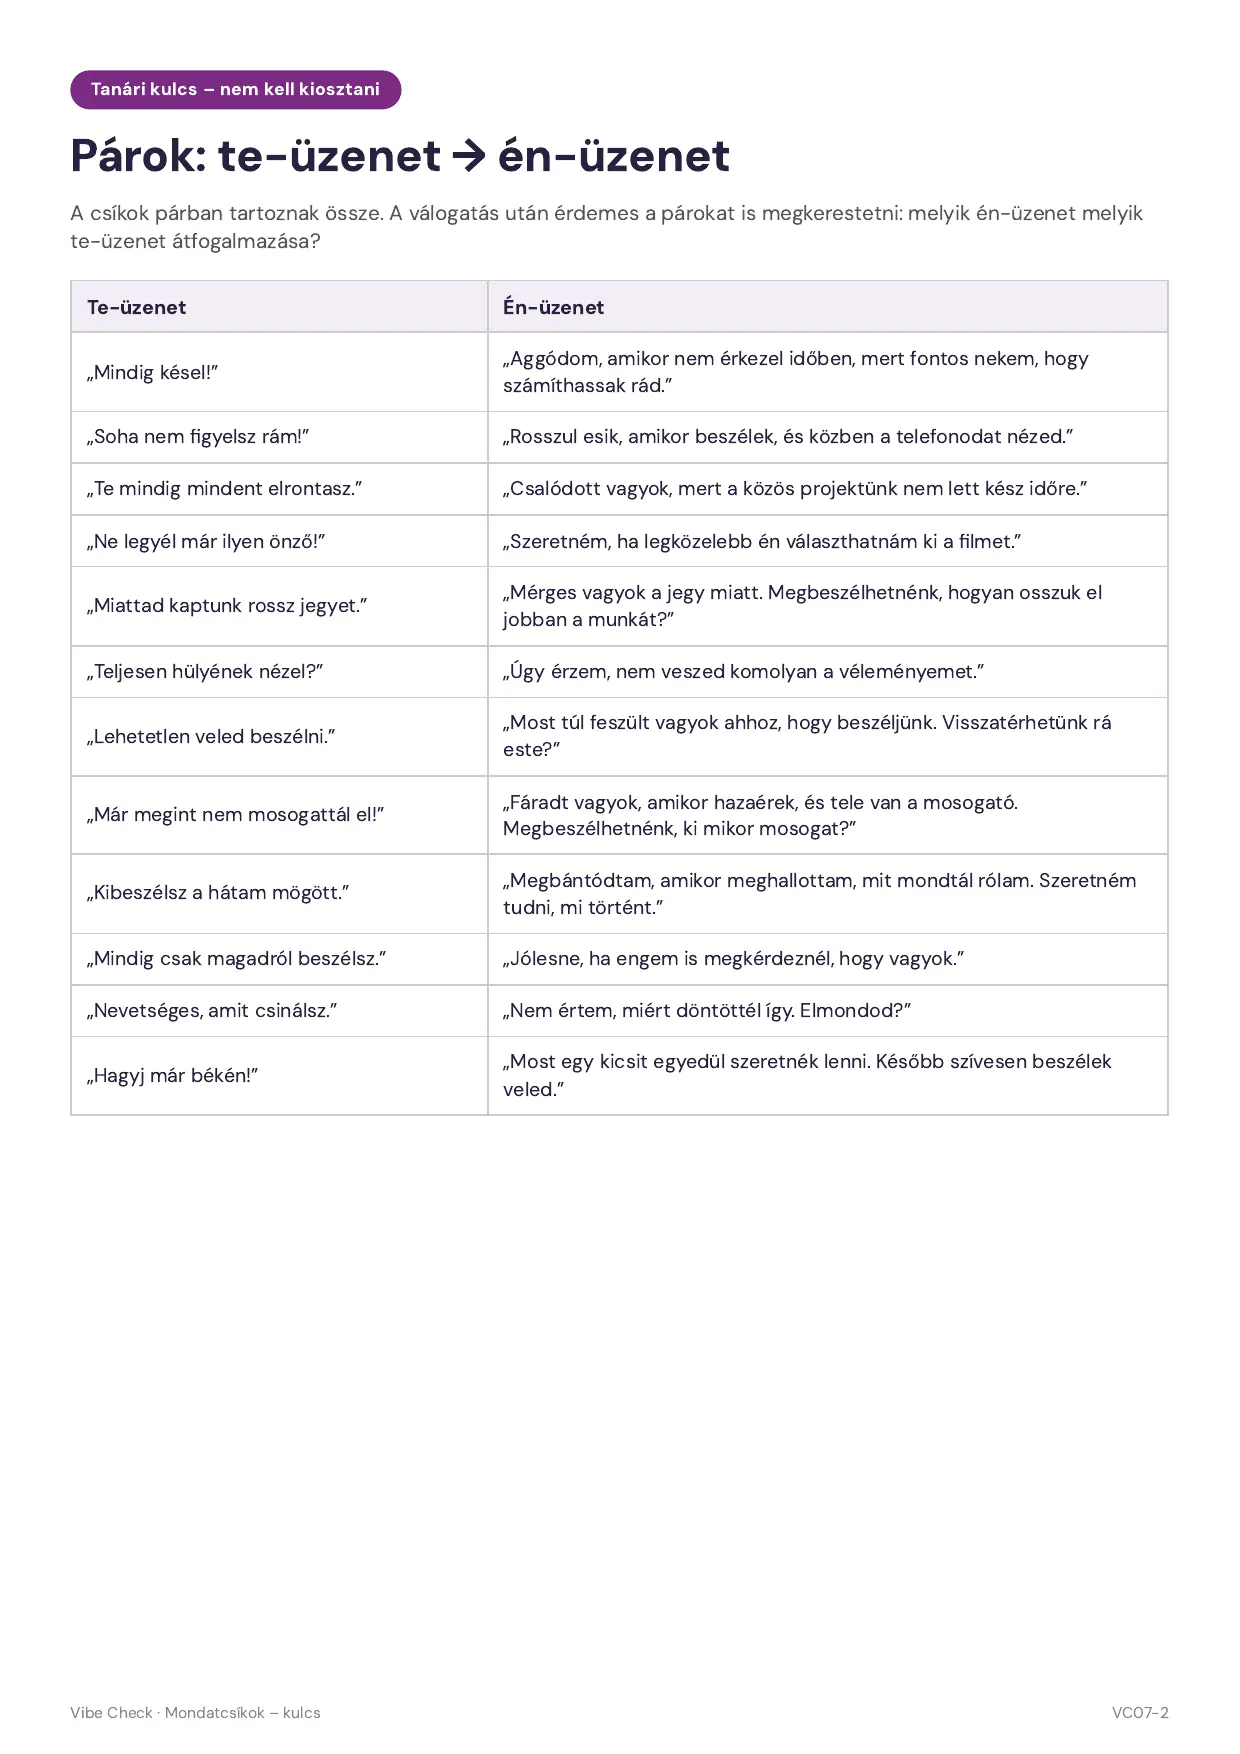 Tanári kulcs – nem kell kiosztani
Párok: te-üzenet → én-üzenet
A csíkok párban tartoznak össze. A válogatás után érdemes a párokat is megkerestetni: melyik én-üzenet melyik
te-üzenet átfogalmazása?
Te-üzenet
Én-üzenet
„Mindig késel!”
„Aggódom, amikor nem érkezel időben, mert fontos nekem, hogy
számíthassak rád.”
„Soha nem figyelsz rám!”
„Rosszul esik, amikor beszélek, és közben a telefonodat nézed.”
„Te mindig mindent elrontasz.”
„Csalódott vagyok, mert a közös projektünk nem lett kész időre.”
„Ne legyél már ilyen önző!”
„Szeretném, ha legközelebb én választhatnám ki a filmet.”
„Miattad kaptunk rossz jegyet.”
„Mérges vagyok a jegy miatt. Megbeszélhetnénk, hogyan osszuk el
jobban a munkát?”
„Teljesen hülyének nézel?”
„Úgy érzem, nem veszed komolyan a véleményemet.”
„Lehetetlen veled beszélni.”
„Most túl feszült vagyok ahhoz, hogy beszéljünk. Visszatérhetünk rá
este?”
„Már megint nem mosogattál el!”
„Fáradt vagyok, amikor hazaérek, és tele van a mosogató.
Megbeszélhetnénk, ki mikor mosogat?”
„Kibeszélsz a hátam mögött.”
„Megbántódtam, amikor meghallottam, mit mondtál rólam. Szeretném
tudni, mi történt.”
„Mindig csak magadról beszélsz.”
„Jólesne, ha engem is megkérdeznél, hogy vagyok.”
„Nevetséges, amit csinálsz.”
„Nem értem, miért döntöttél így. Elmondod?”
„Hagyj már békén!”
„Most egy kicsit egyedül szeretnék lenni. Később szívesen beszélek
veled.”
Vibe Check · Mondatcsíkok – kulcs
VC07-2